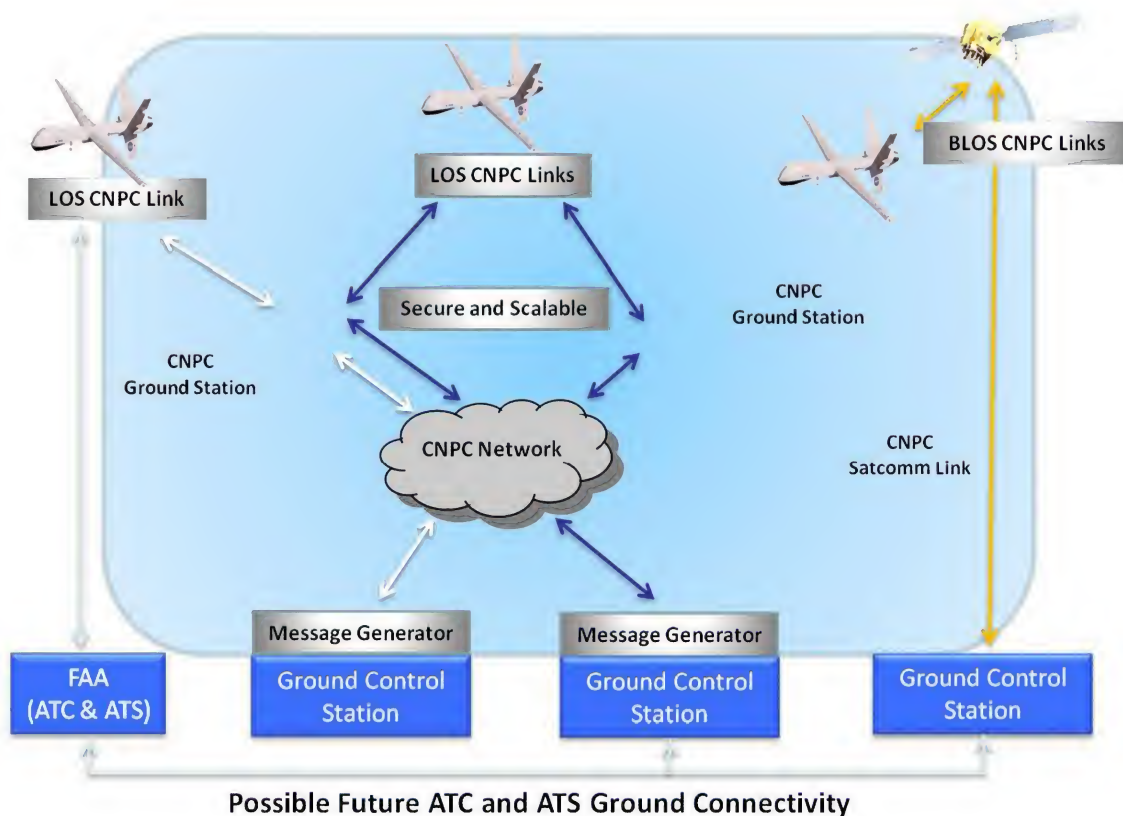 LOS CNPC Link
LOS CNPC Links
BLOS CNPC Links
Secure and Scalable
CNPC
Ground Station
CNPC
Ground Station
CNPC Network
CNPC
Satcomm Link
Message Generator
Message Generator
FAA
(ATC & ATS)
Ground Control
Station
Ground Control
Station
Ground Control
Station
Possible Future ATC and ATS Ground Connectivity